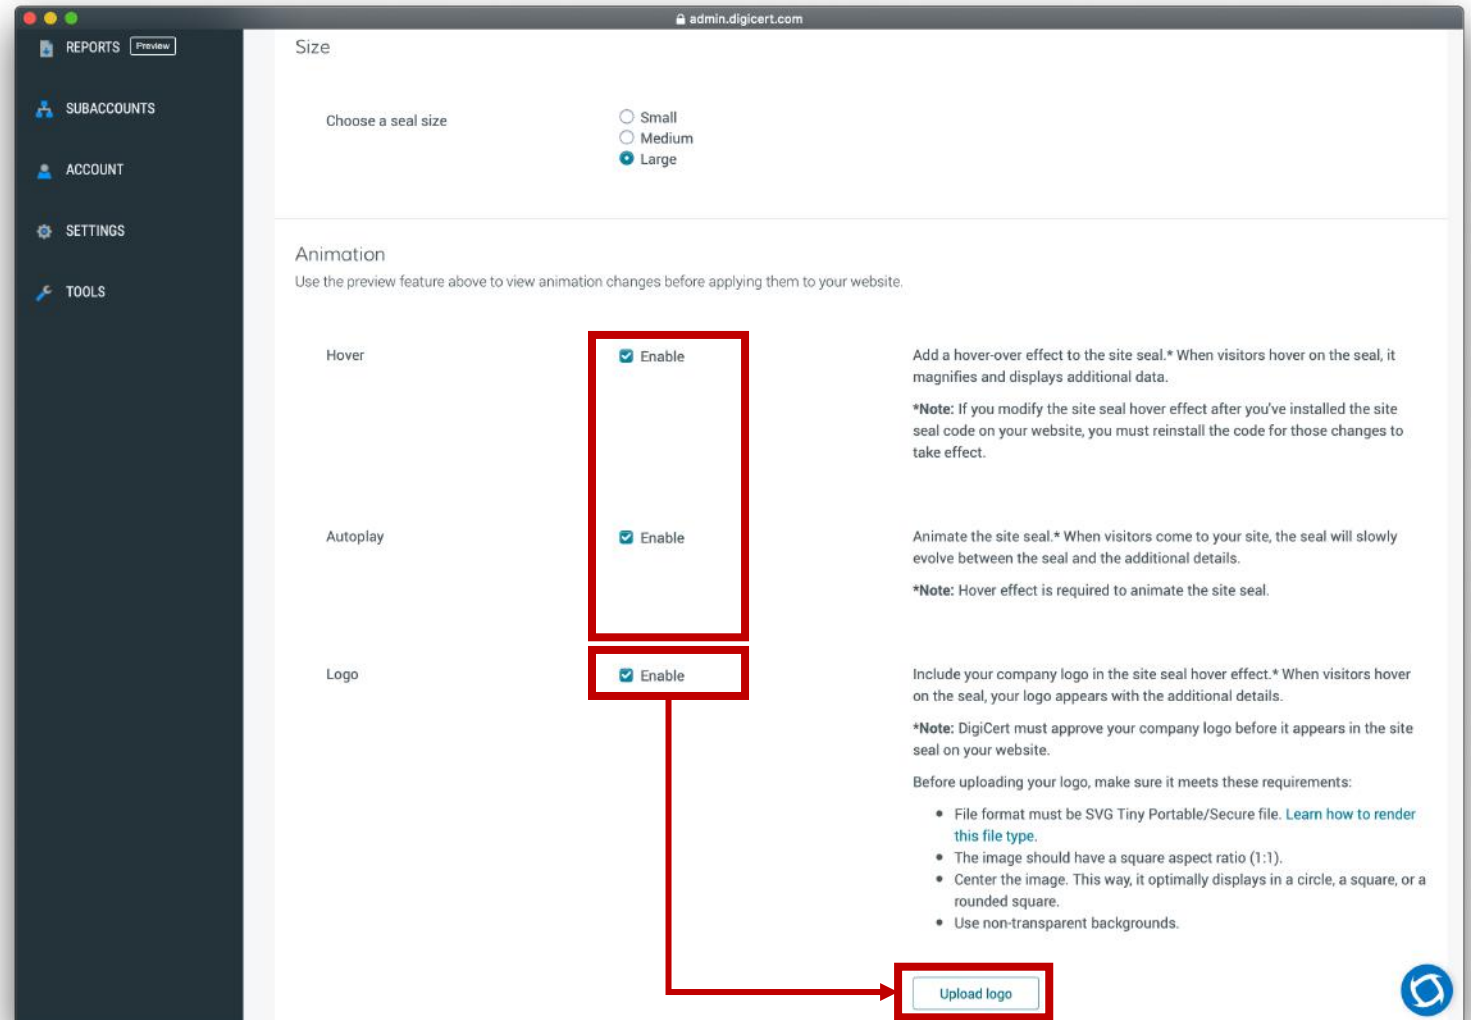 admin.digicert.com
REPORTS Preview
SUBACCOUNTS
ACCOUNT
SETTINGS
TOOLS
Size
Choose a seal size
Small
Medium
Large
Animation
Use the preview feature above to view animation changes before applying them to your website.
Hover
Enable
Add a hover-over effect to the site seal.* When visitors hover on the seal, it
magnifies and displays additional data.
*Note: If you modify the site seal hover effect after you've installed the site
seal code on your website, you must reinstall the code for those changes to
take effect.
Autoplay
Enable
Animate the site seal.* When visitors come to your site, the seal will slowly
evolve between the seal and the additional details.
*Note: Hover effect is required to animate the site seal.
Logo
Enable
Include your company logo in the site seal hover effect.* When visitors hover
on the seal, your logo appears with the additional details.
*Note: DigiCert must approve your company logo before it appears in the site
seal on your website.
Before uploading your logo, make sure it meets these requirements:
• File format must be SVG Tiny Portable/Secure file. Learn how to render
this file type.
• The image should have a square aspect ratio (1:1).
• Center the image. This way, it optimally displays in a circle, a square, or a
rounded square.
• Use non-transparent backgrounds.
Upload logo